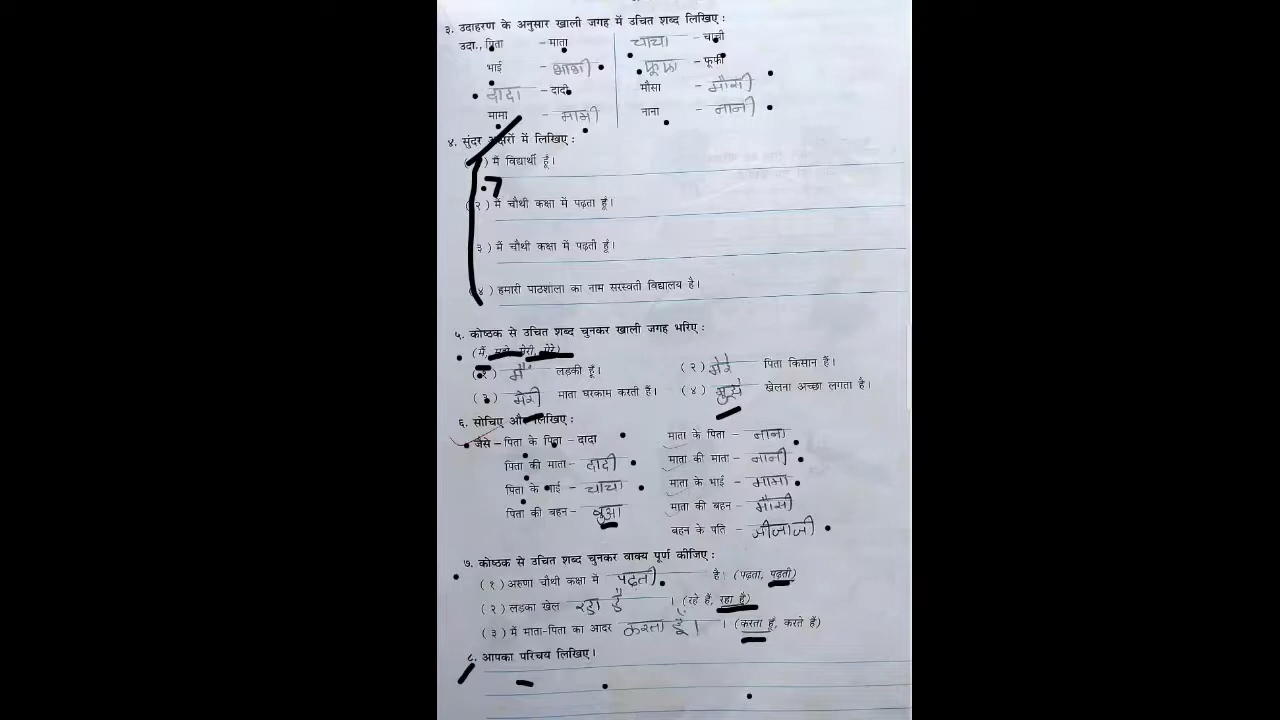 ३. उदाहरण के अनुसार खाली जगह में उचित शब्द लिखिए :
उदा., पिता - माता
भाई - भाभी
दादा - दादी
मामा - मामी
चाचा - चाची
फूफा - फूफी
मौसा - मौसी
नाना - नानी
४. सुंदर अक्षरों में लिखिए :
) मैं विद्यार्थी हूँ।
(२) मैं चौथी कक्षा में पढ़ता हूँ।
३) मैं चौथी कक्षा में पढ़ती हूँ।
(४) हमारी पाठशाला का नाम सरस्वती विद्यालय है।
५. कोष्ठक से उचित शब्द चुनकर खाली जगह भरिए :
(मैं, मुझे, मेरी, मेरे)
(१) मैं लड़की हूँ।
(२) मेरे पिता किसान हैं।
(३) मेरी माता घरकाम करती हैं।
(४) मुझे खेलना अच्छा लगता है।
६. सोचिए और लिखिए :
जैसे - पिता के पिता - दादा
पिता की माता - दादी
पिता के भाई - चाचा
पिता की बहन - बुआ
माता के पिता - नाना
माता की माता - नानी
माता के भाई - मामा
माता की बहन - मौसी
बहन के पति - जीजाजी
७. कोष्ठक से उचित शब्द चुनकर वाक्य पूर्ण कीजिए :
(१) अरुणा चौथी कक्षा में पढ़ती है। (पढ़ता, पढ़ती)
(२) लड़का खेल रहा है । (रहे हैं, रहा है)
(३) मैं माता-पिता का आदर करता हूँ। । (करता हूँ, करते हैं)
८. आपका परिचय लिखिए।